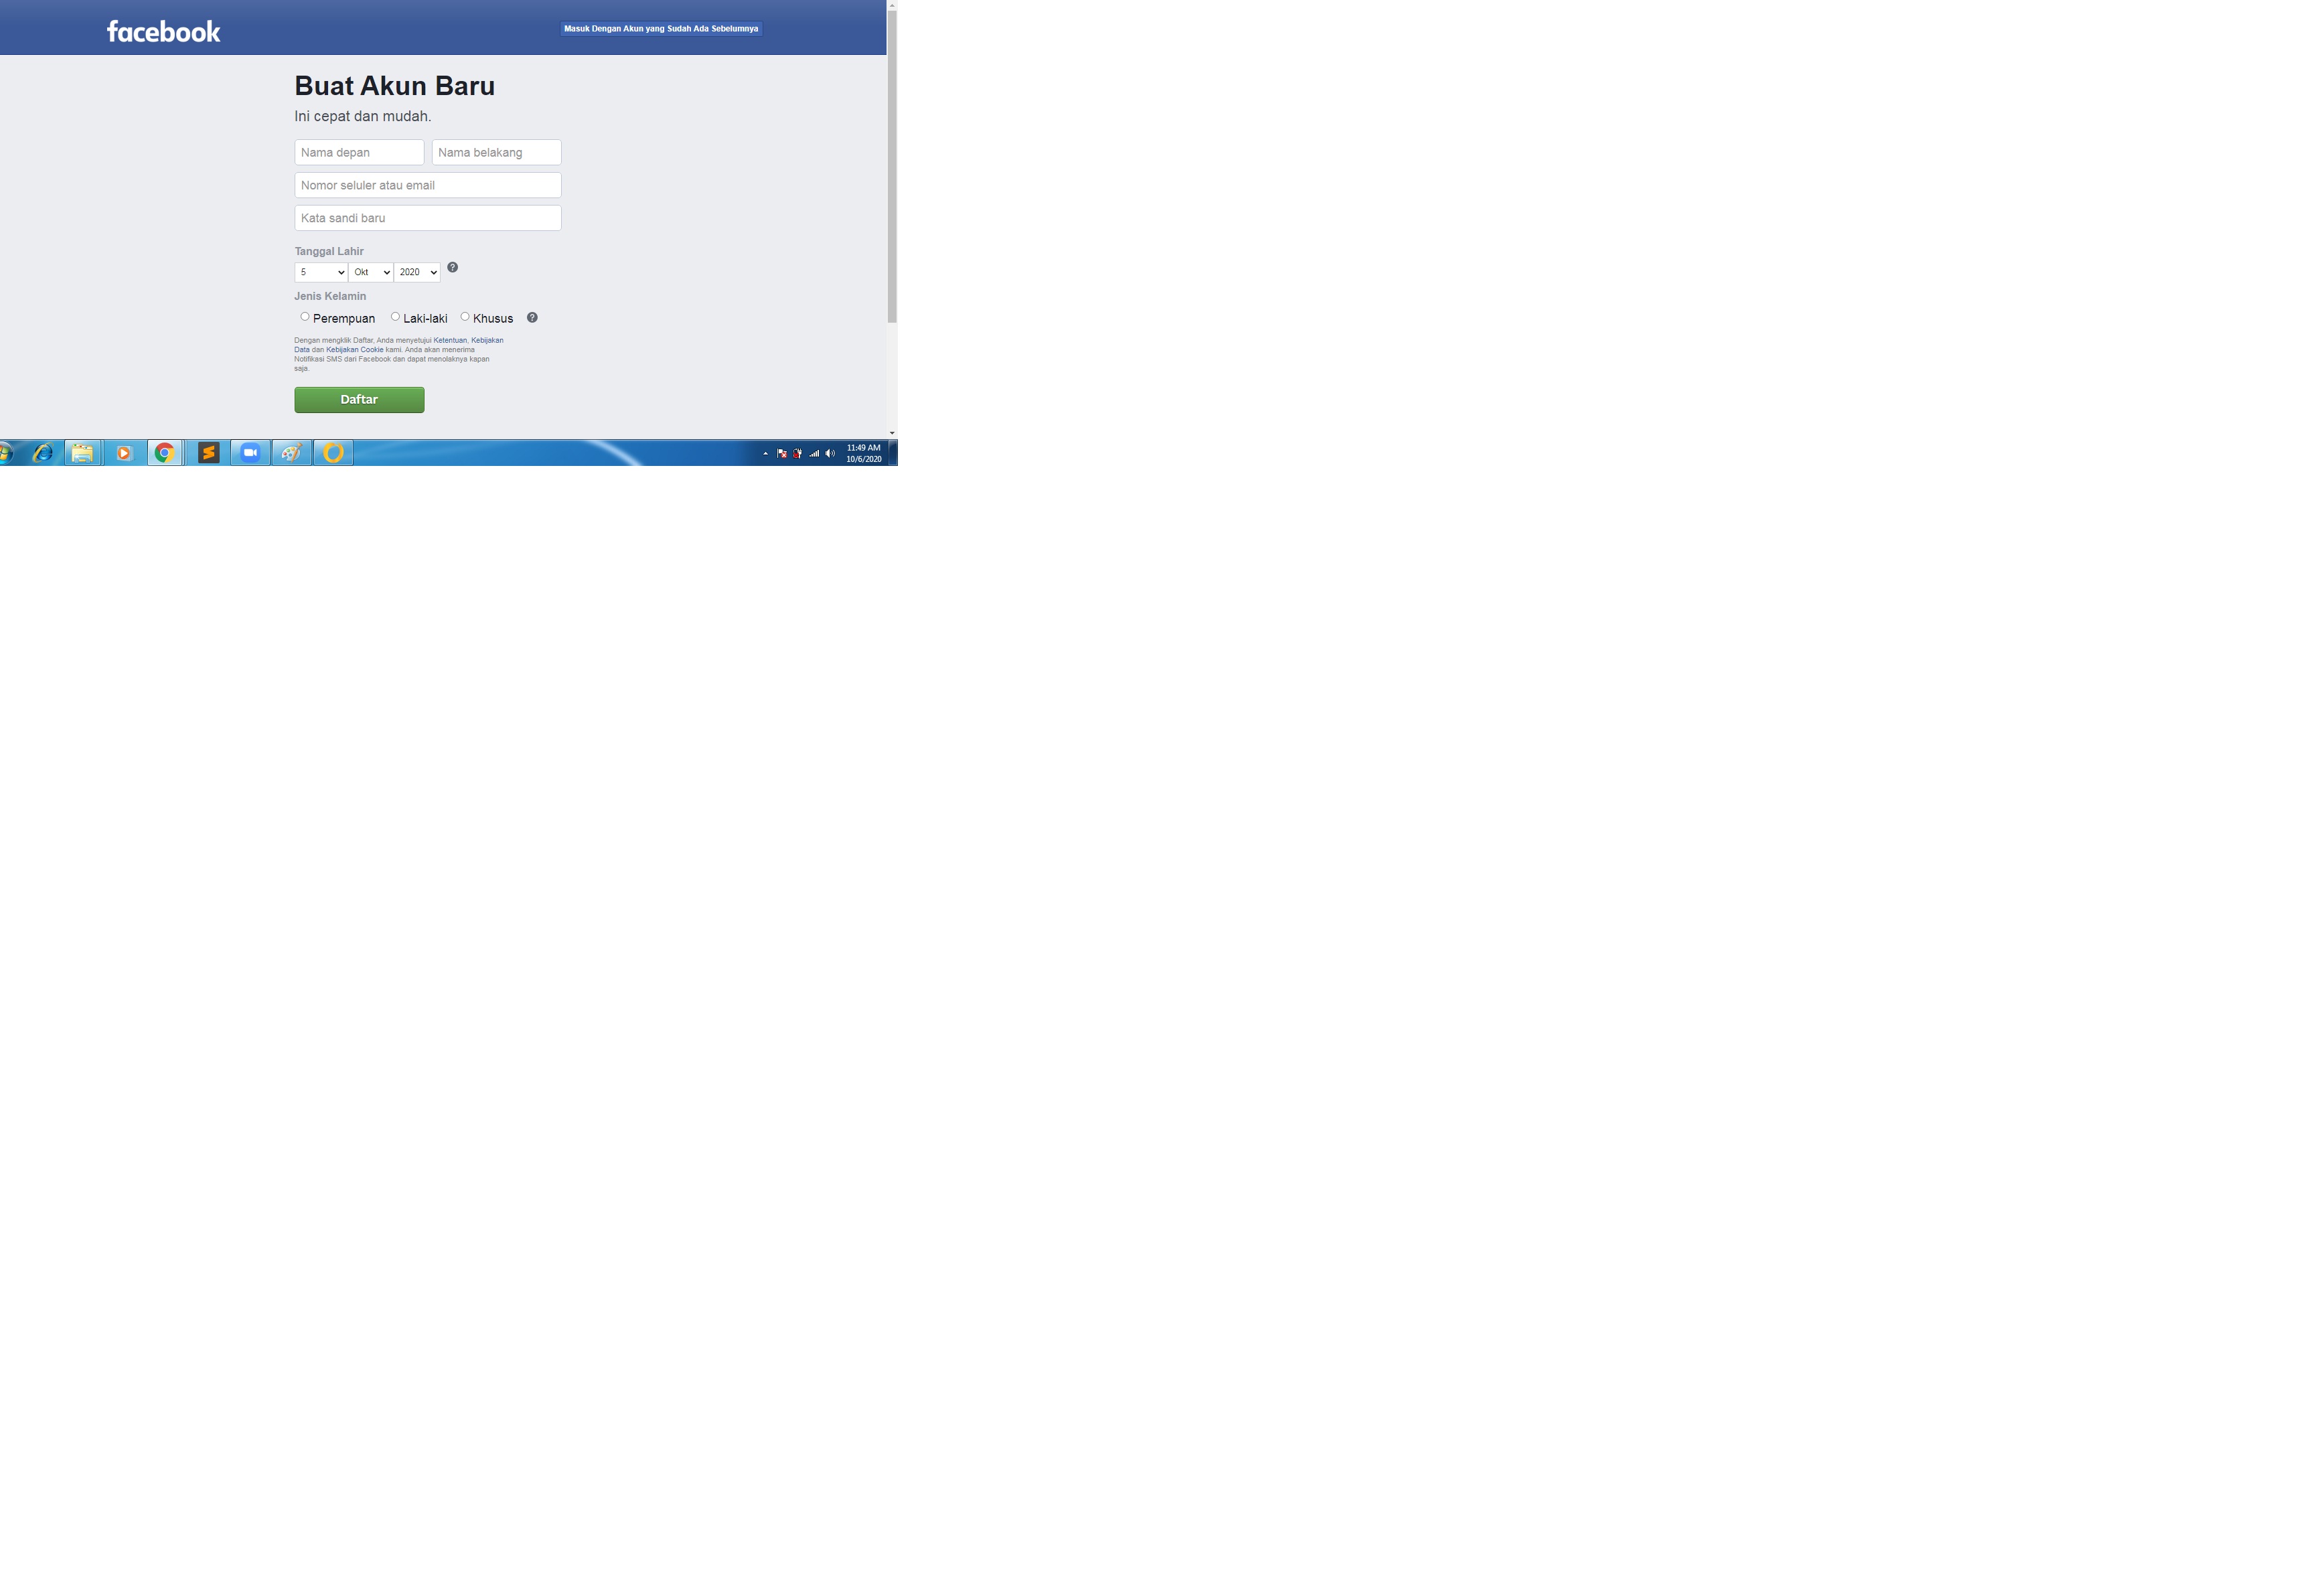 facebook
Masuk Dengan Akun yang Sudah Ada Sebelumnya
Buat Akun Baru
Ini cepat dan mudah.
Nama depan Nama belakang
Nomor seluler atau email
Kata sandi baru
Tanggal Lahir
5 Okt 2020 ?
Jenis Kelamin
Perempuan Laki-laki Khusus ?
Dengan mengklik Daftar, Anda menyetujui Ketentuan, Kebijakan
Data dan Kebijakan Cookie kami. Anda akan menerima
Notifikasi SMS dari Facebook dan dapat menolaknya kapan
saja.
Daftar
11:49 AM
10/6/2020